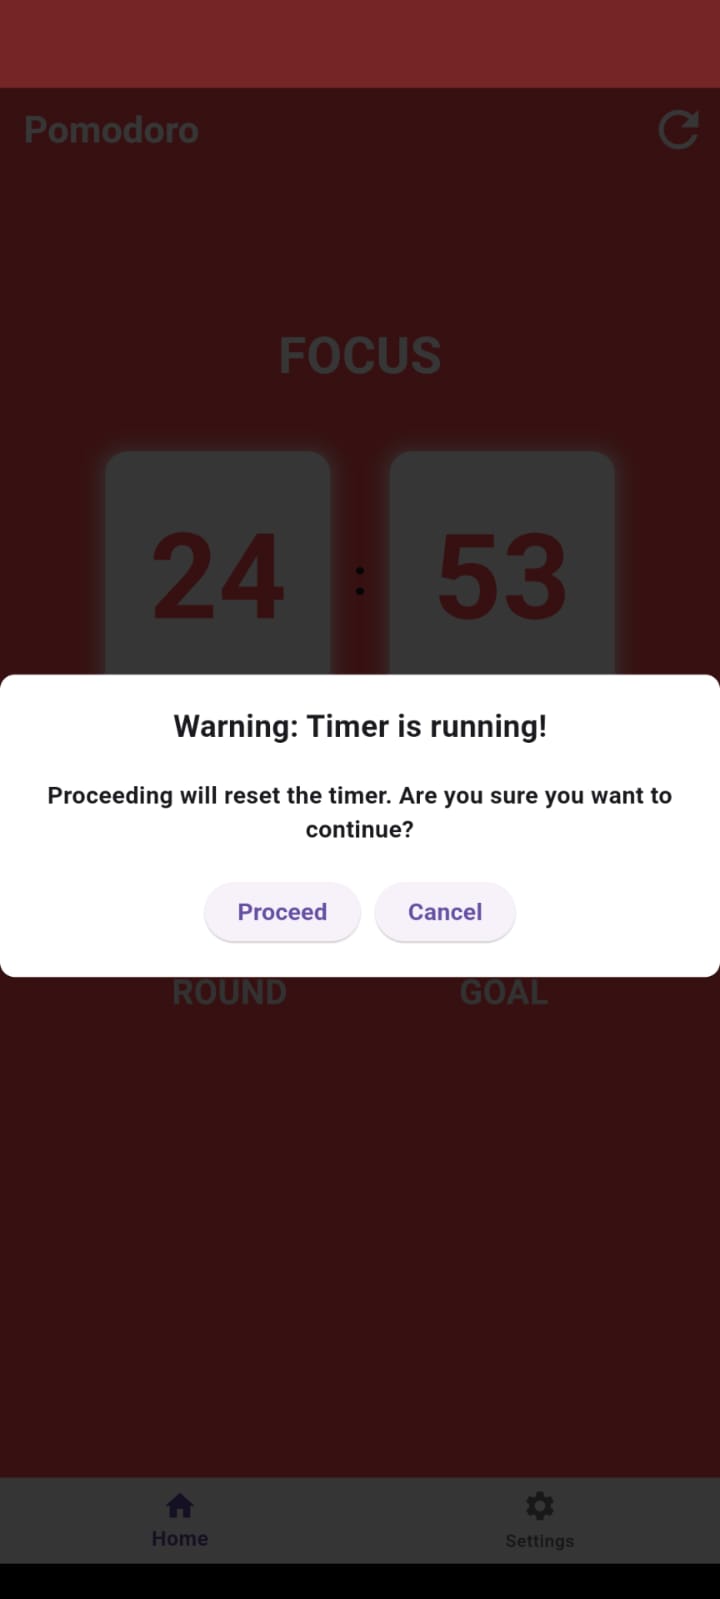 Pomodoro
FOCUS
24 : 53
Warning: Timer is running!
Proceeding will reset the timer. Are you sure you want to
continue?
Proceed Cancel
ROUND GOAL
Home Settings